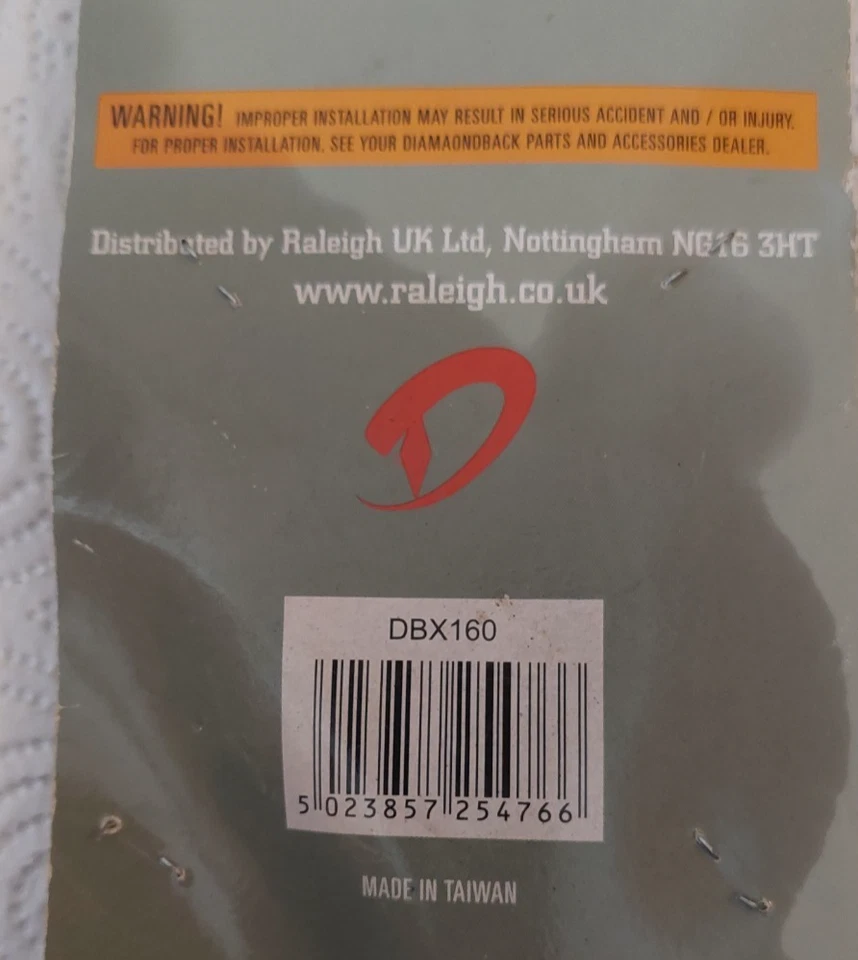 WARNING! IMPROPER INSTALLATION MAY RESULT IN SERIOUS ACCIDENT AND / OR INJURY.
FOR PROPER INSTALLATION, SEE YOUR DIAMAONDBACK PARTS AND ACCESSORIES DEALER.
Distributed by Raleigh UK Ltd, Nottingham NG16 3HT
www.raleigh.co.uk
DBX160
5 023857 254766
MADE IN TAIWAN